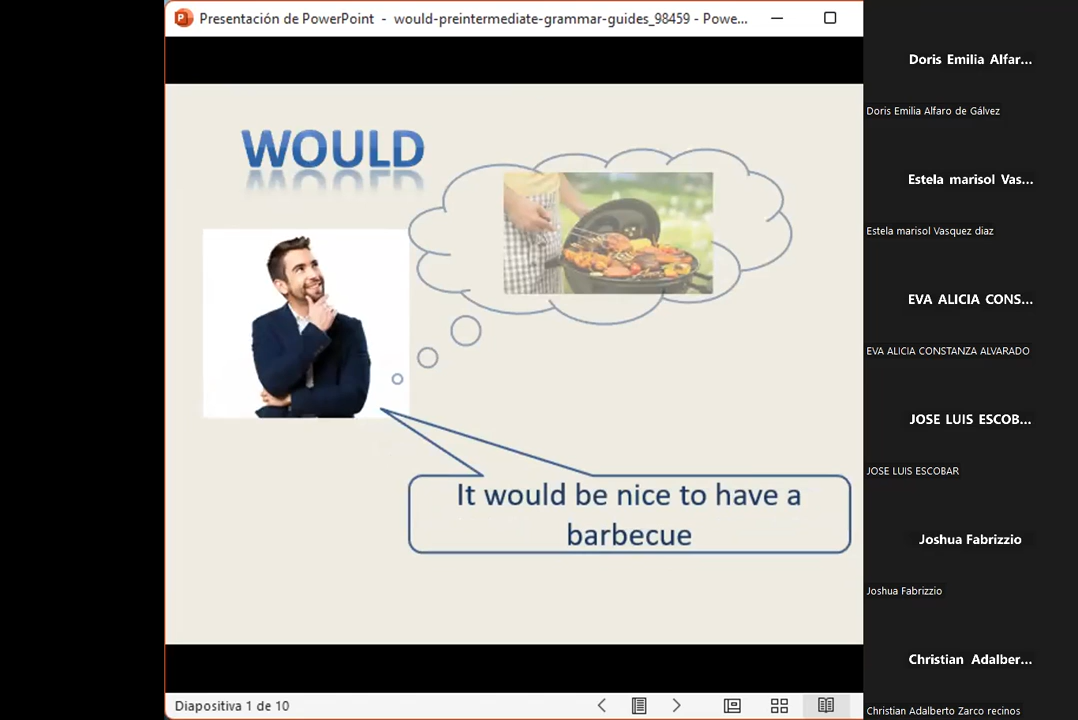 Presentación de PowerPoint - would-preintermediate-grammar-guides_98459 - Powe...
WOULD
It would be nice to have a
barbecue
Diapositiva 1 de 10
Doris Emilia Alfar...
Doris Emilia Alfaro de Gálvez
Estela marisol Vas...
Estela marisol Vasquez diaz
EVA ALICIA CONS...
EVA ALICIA CONSTANZA ALVARADO
JOSE LUIS ESCOB...
JOSE LUIS ESCOBAR
Joshua Fabrizzio
Joshua Fabrizzio
Christian Adalber...
Christian Adalberto Zarco recinos